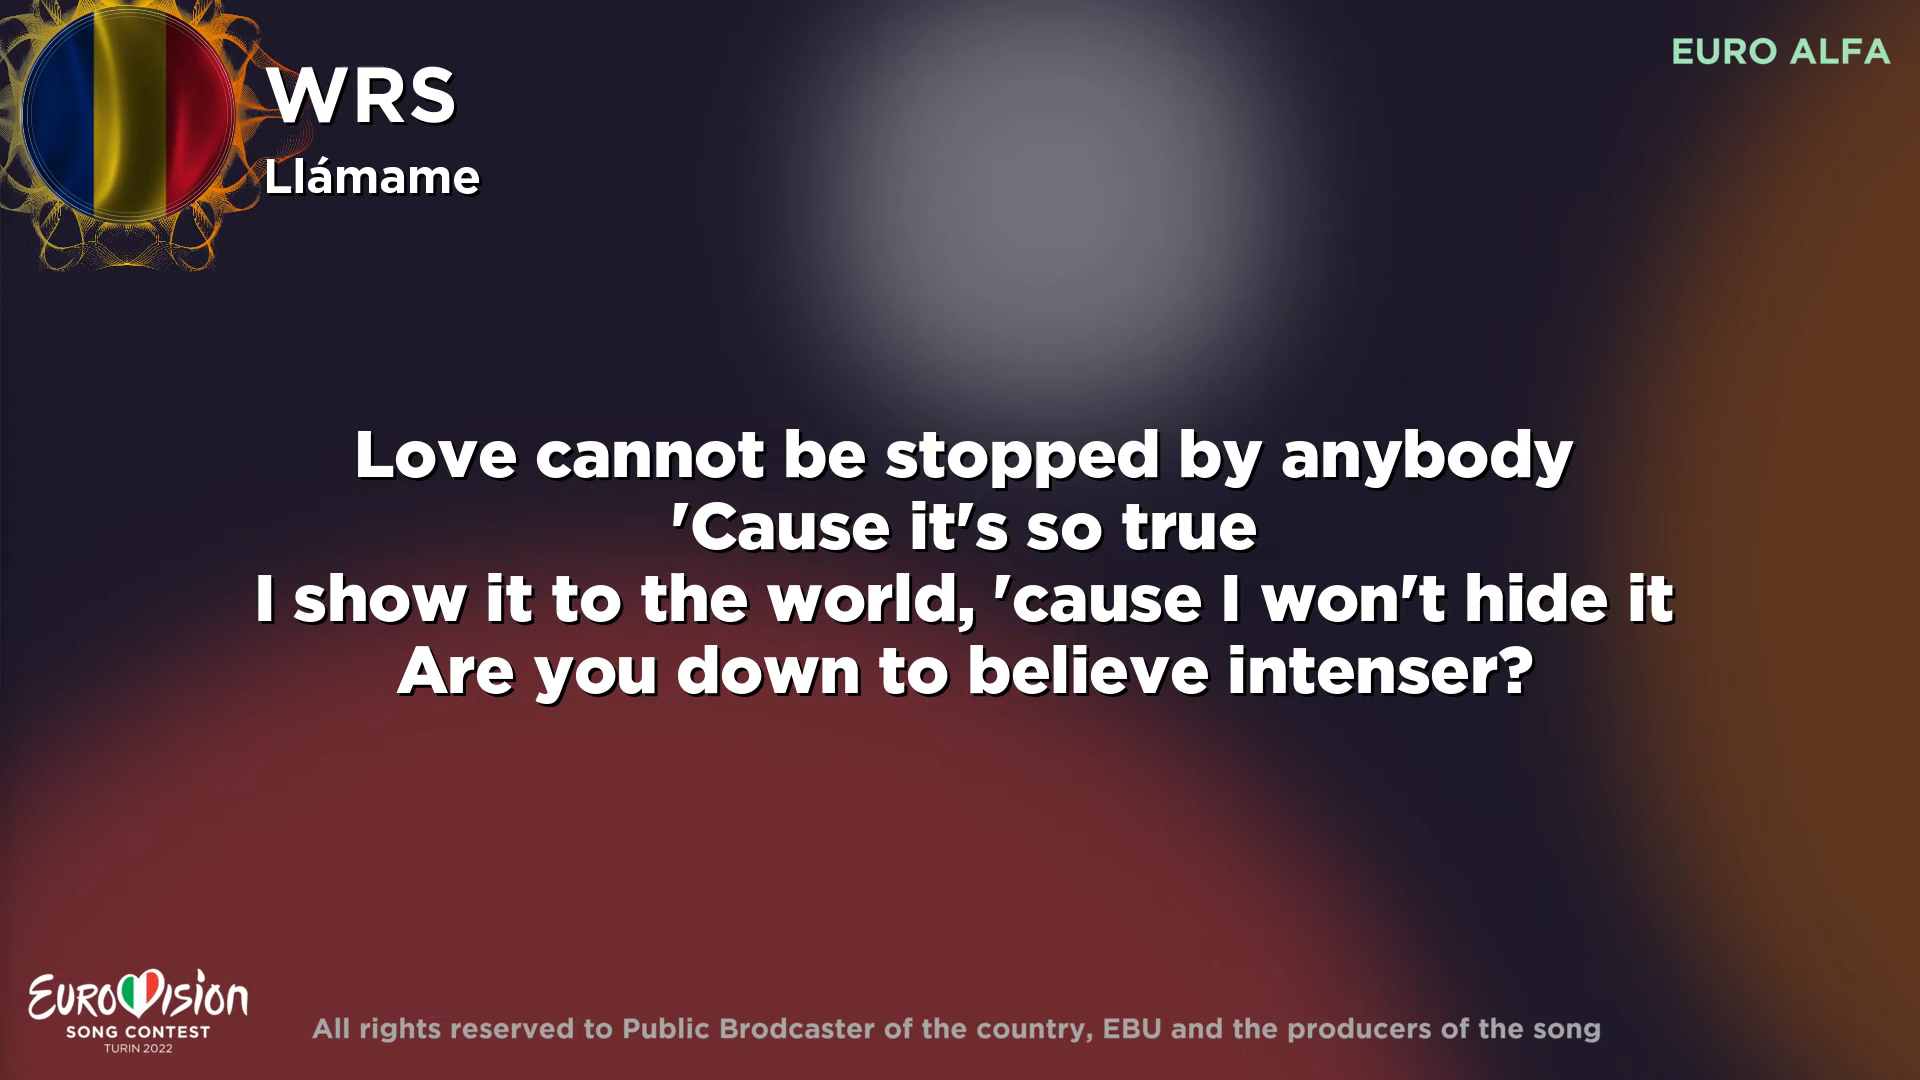 WRS
Llámame
EURO ALFA
Love cannot be stopped by anybody
'Cause it's so true
I show it to the world, 'cause I won't hide it
Are you down to believe intenser?
EUROVISION
SONG CONTEST
TURIN 2022
All rights reserved to Public Brodcaster of the country, EBU and the producers of the song